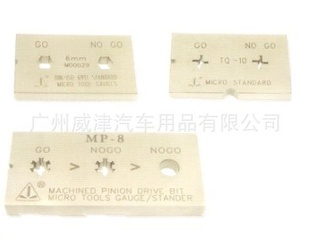 GO NO GO
6mm
M00029
MICRO TOOLS GAUGES
GO NO GO
TQ-10
MICRO STANDARD
广州威津汽车用品有限公司
MP-8
GO NOGO NOGO
> >
MACHINED PINION DRIVE BIT
MICRO TOOLS GAUGE/STANDER